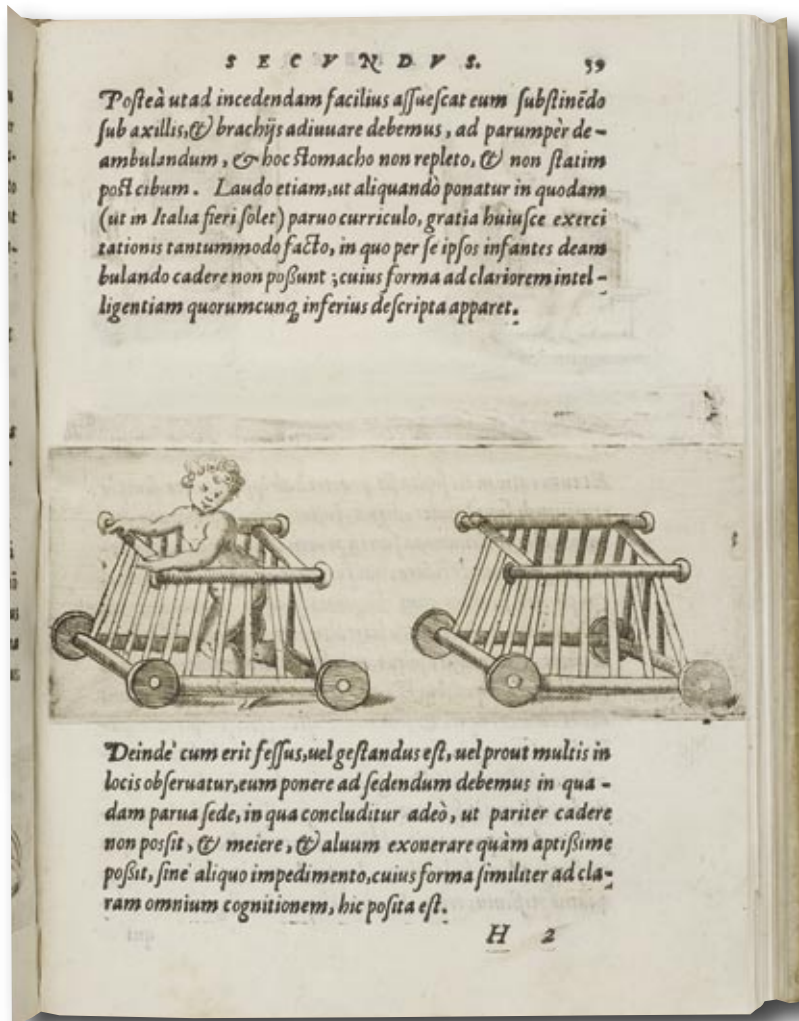 SECVNDVS. 59
Posteà ut ad incedendam facilius assuescat eum substinẽdo
sub axillis, & brachijs adiuuare debemus, ad parumpèr de-
ambulandum, & hoc stomacho non repleto, & non statim
post cibum. Laudo etiam, ut aliquandò ponatur in quodam
(ut in Italia fieri solet) paruo curriculo, gratia huiusce exerci
tationis tantummodo facto, in quo per se ipsos infantes deam
bulando cadere non possunt; cuius forma ad clariorem intel-
ligentiam quorumcunq; inferius descripta apparet.
Deindè cum erit fessus, uel gestandus est, uel prout multis in
locis obseruatur, eum ponere ad sedendum debemus in qua-
dam parua sede, in qua concluditur adeò, ut pariter cadere
non possit, & meiere, & aluum exonerare quàm aptissime
possit, sine aliquo impedimento, cuius forma similiter ad cla-
ram omnium cognitionem, hic posita est.
H 2